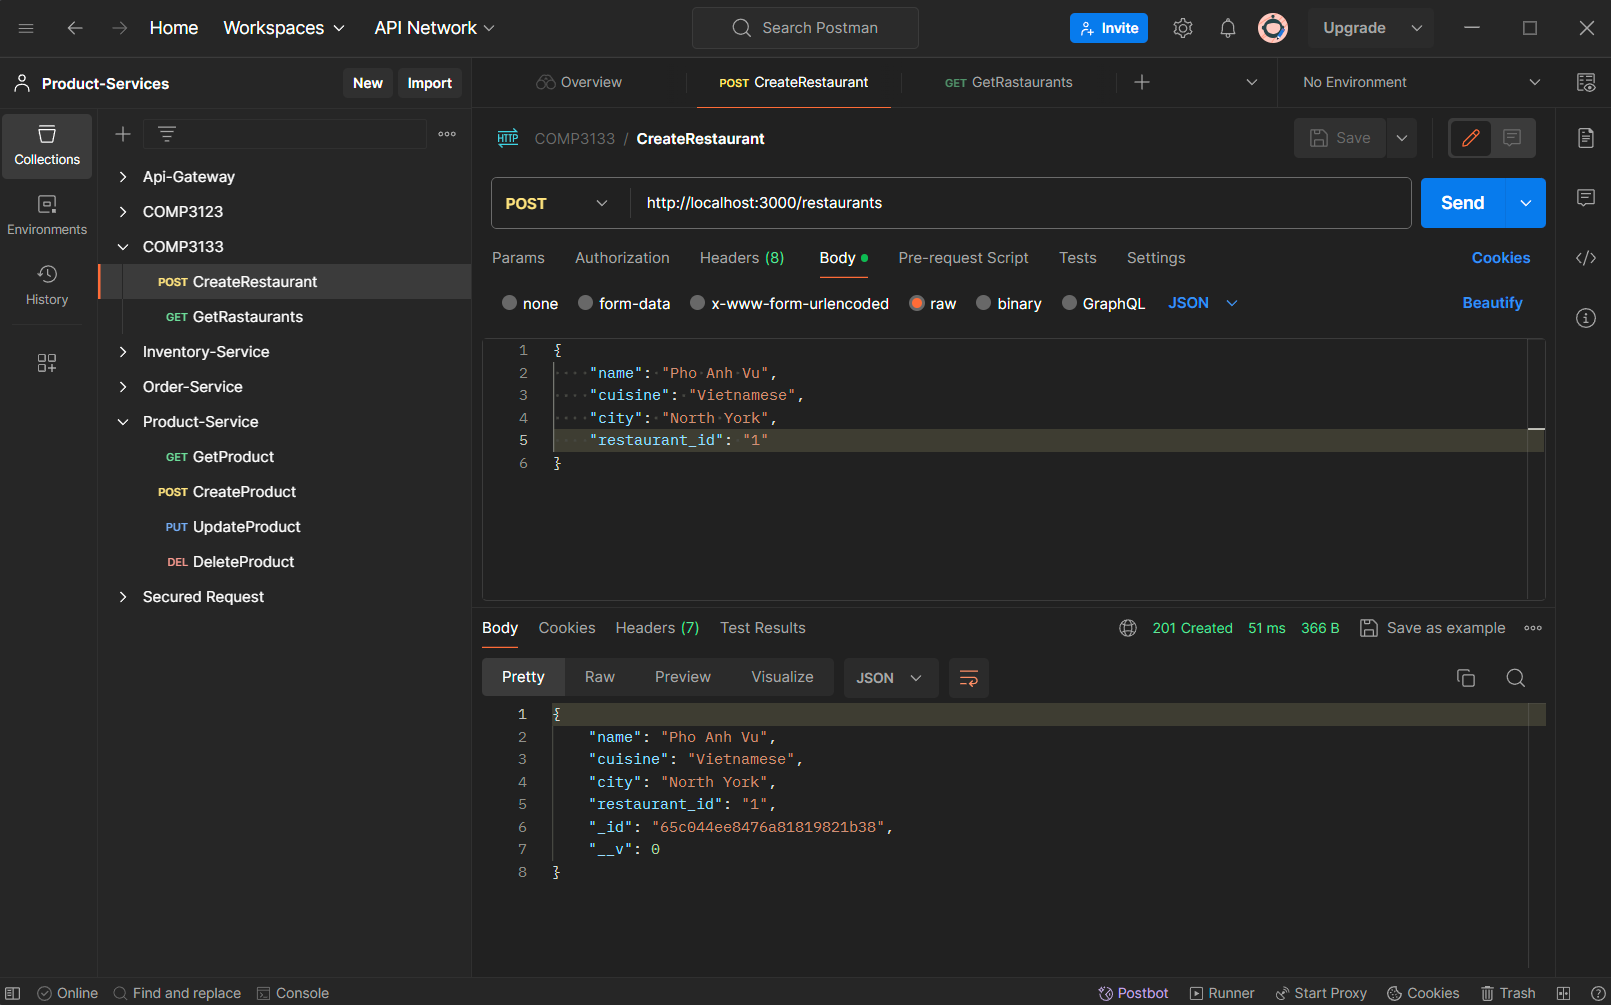 Home Workspaces API Network Search Postman Invite Upgrade
Product-Services New Import Overview POST CreateRestaurant GET GetRastaurants No Environment
Collections
Environments
History
Api-Gateway
COMP3123
COMP3133
POST CreateRestaurant
GET GetRastaurants
Inventory-Service
Order-Service
Product-Service
GET GetProduct
POST CreateProduct
PUT UpdateProduct
DEL DeleteProduct
Secured Request
HTTP COMP3133 / CreateRestaurant Save
POST http://localhost:3000/restaurants Send
Params Authorization Headers (8) Body Pre-request Script Tests Settings Cookies
none form-data x-www-form-urlencoded raw binary GraphQL JSON Beautify
1 {
2 "name": "Pho Anh Vu",
3 "cuisine": "Vietnamese",
4 "city": "North York",
5 "restaurant_id": "1"
6 }
Body Cookies Headers (7) Test Results 201 Created 51 ms 366 B Save as example
Pretty Raw Preview Visualize JSON
1 {
2 "name": "Pho Anh Vu",
3 "cuisine": "Vietnamese",
4 "city": "North York",
5 "restaurant_id": "1",
6 "_id": "65c044ee8476a81819821b38",
7 "__v": 0
8 }
Online Find and replace Console Postbot Runner Start Proxy Cookies Trash